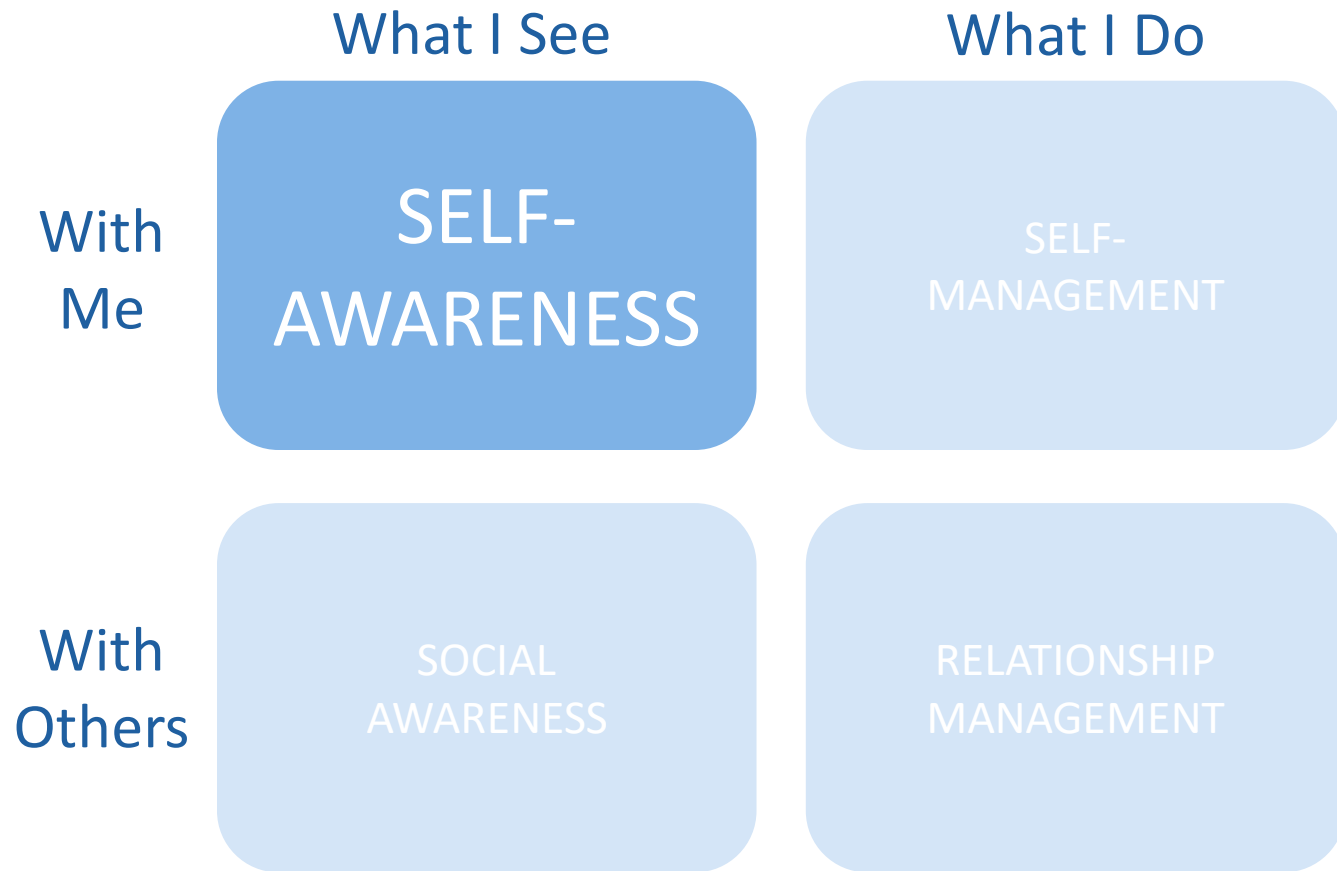 What I See
What I Do
With
Me
SELF-
AWARENESS
SELF-
MANAGEMENT
With
Others
SOCIAL
AWARENESS
RELATIONSHIP
MANAGEMENT